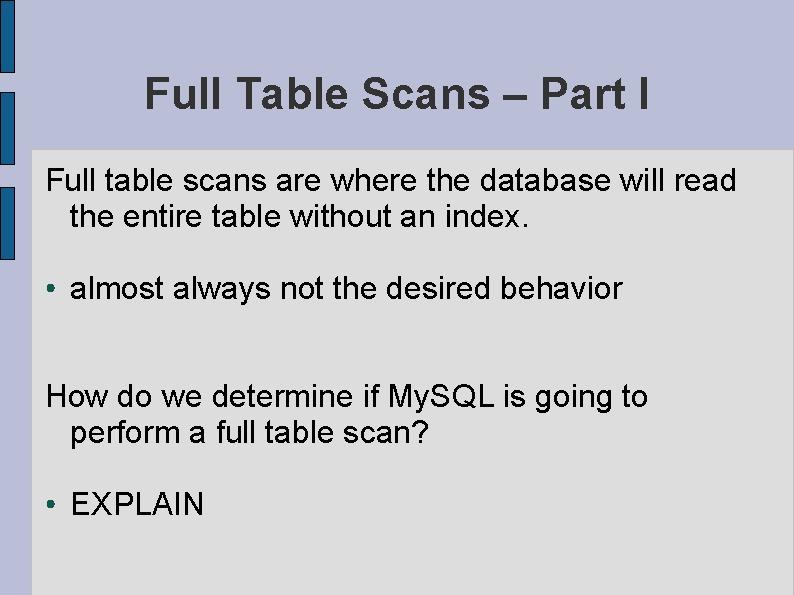 Full Table Scans – Part I
Full table scans are where the database will read
the entire table without an index.
• almost always not the desired behavior
How do we determine if My.SQL is going to
perform a full table scan?
• EXPLAIN